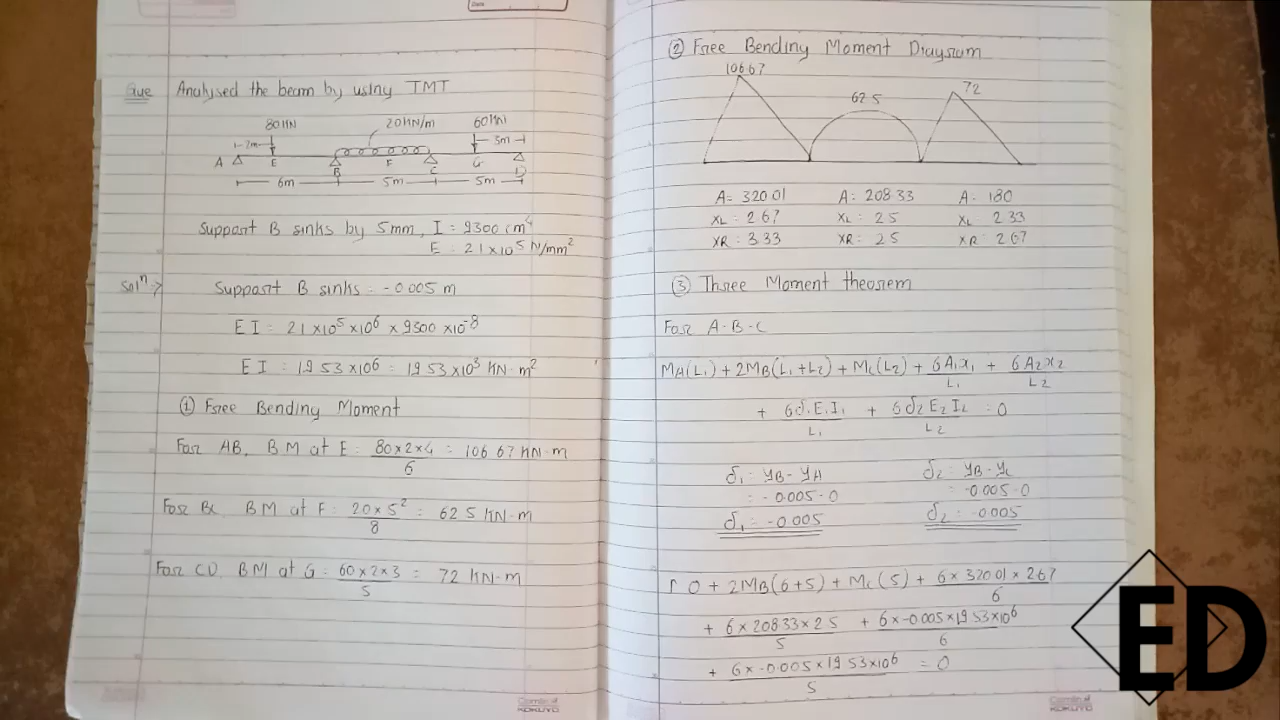 Que Analysed the beam by using TMT
80KN 20KN/m 60KN
2m 3m
A E B F C G D
6m 5m 5m
Support B sinks by 5mm, I = 9300 cm⁴
E = 2.1 x 10⁵ N/mm²
Solⁿ => Support B sinks = -0.005 m
EI = 2.1 x 10⁵ x 10⁶ x 9300 x 10⁻⁸
EI = 19.53 x 10⁶ = 19.53 x 10³ KN·m²
① Free Bending Moment
For AB, BM at E = 80x2x4/6 = 106.67 KN·m
For BC, BM at F = 20x5²/8 = 62.5 KN·m
For CD, BM at G = 60x2x3/5 = 72 KN·m
Camlin
KOKUYO
② Free Bending Moment Diagram
106.67 62.5 72
A = 320.01 A = 208.33 A = 180
XL = 2.67 XL = 2.5 XL = 2.33
XR = 3.33 XR = 2.5 XR = 2.67
③ Three Moment theorem
For A-B-C
MA(L₁) + 2MB(L₁+L₂) + Mc(L₂) + 6A₁x₁/L₁ + 6A₂x₂/L₂
+ 6δ₁E₁I₁/L₁ + 6δ₂E₂I₂/L₂ = 0
δ₁ = yB - yA δ₂ = yB - yc
= -0.005 - 0 = -0.005 - 0
δ₁ = -0.005 δ₂ = -0.005
0 + 2MB(6+5) + Mc(5) + 6 x 320.01 x 2.67/6
+ 6 x 208.33 x 2.5/5 + 6 x -0.005 x 19.53 x 10⁶/6
+ 6 x -0.005 x 19.53 x 10⁶/5 = 0
Camlin
KOKUYO
ED